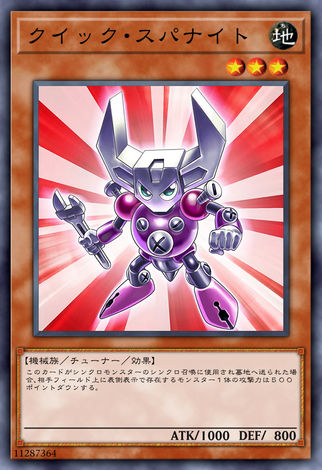 クイック・スパナイト
地
ち
【機械族／チューナー／効果】
このカードがシンクロモンスターのシンクロ召喚に使用され墓地へ送られた場
合、相手フィールド上に表側表示で存在するモンスター１体の攻撃力は５００
ポイントダウンする。
ATK/1000 DEF/ 800
11287364